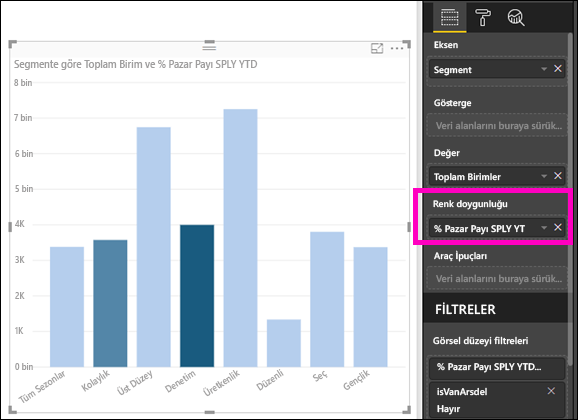 Segmente göre Toplam Birim ve % Pazar Payı SPLY YTD
8 bin
7 bin
6 bin
5 bin
4K
3K
2K
1K
0 bin
Tüm Sezonlar
Kolaylık
Üst Düzey
Denetim
Üretkenlik
Düzenli
Seç
Gençlik
Eksen
Segment
Gösterge
Veri alanlarını buraya sürük...
Değer
Toplam Birimler
Renk doygunluğu
% Pazar Payı SPLY YT
Araç İpuçları
Veri alanlarını buraya sürük...
FİLTRELER
Görsel düzeyi filtreleri
% Pazar Payı SPLY YTD...
isVanArsdel
Hayır